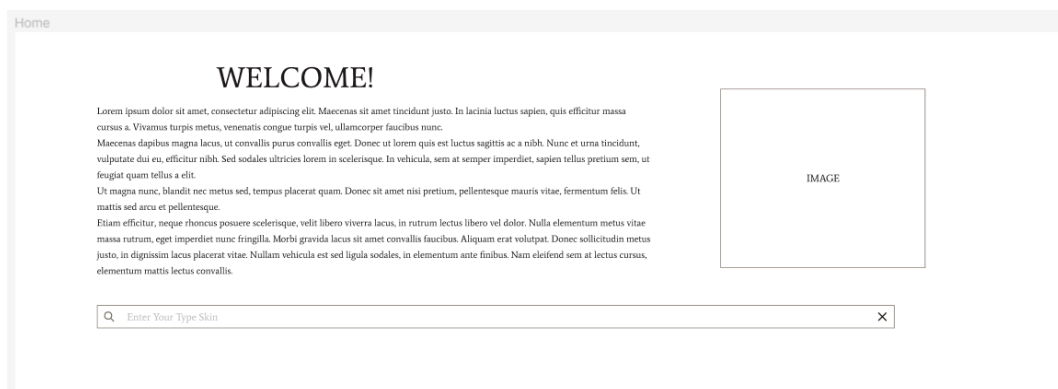 Home
WELCOME!
Lorem ipsum dolor sit amet, consectetur adipiscing elit. Maecenas sit amet tincidunt justo. In lacinia luctus sapien, quis efficitur massa
cursus a. Vivamus turpis metus, venenatis congue turpis vel, ullamcorper faucibus nunc.
Maecenas dapibus magna lacus, ut convallis purus convallis eget. Donec ut lorem quis est luctus sagittis ac a nibh. Nunc et urna tincidunt,
vulputate dui eu, efficitur nibh. Sed sodales ultricies lorem in scelerisque. In vehicula, sem at semper imperdiet, sapien tellus pretium sem, ut
feugiat quam tellus a elit.
Ut magna nunc, blandit nec metus sed, tempus placerat quam. Donec sit amet nisi pretium, pellentesque mauris vitae, fermentum felis. Ut
mattis sed arcu et pellentesque.
Etiam efficitur, neque rhoncus posuere scelerisque, velit libero viverra lacus, in rutrum lectus libero vel dolor. Nulla elementum metus vitae
massa rutrum, eget imperdiet nunc fringilla. Morbi gravida lacus sit amet convallis faucibus. Aliquam erat volutpat. Donec sollicitudin metus
justo, in dignissim lacus placerat vitae. Nullam vehicula est sed ligula sodales, in elementum ante finibus. Nam eleifend sem at lectus cursus,
elementum mattis lectus convallis.
IMAGE
Enter Your Type Skin